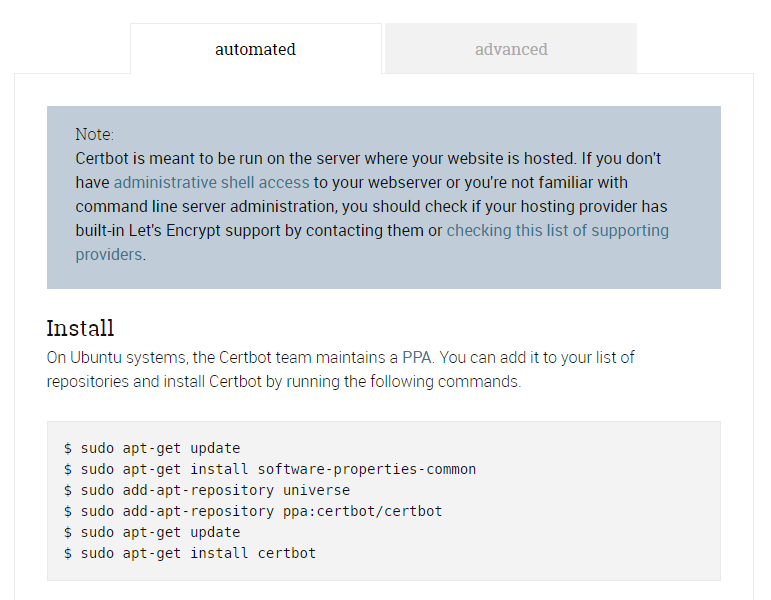 automated
advanced
Note:
Certbot is meant to be run on the server where your website is hosted. If you don't
have administrative shell access to your webserver or you're not familiar with
command line server administration, you should check if your hosting provider has
built-in Let's Encrypt support by contacting them or checking this list of supporting
providers.
Install
On Ubuntu systems, the Certbot team maintains a PPA. You can add it to your list of
repositories and install Certbot by running the following commands.
$ sudo apt-get update
$ sudo apt-get install software-properties-common
$ sudo add-apt-repository universe
$ sudo add-apt-repository ppa:certbot/certbot
$ sudo apt-get update
$ sudo apt-get install certbot